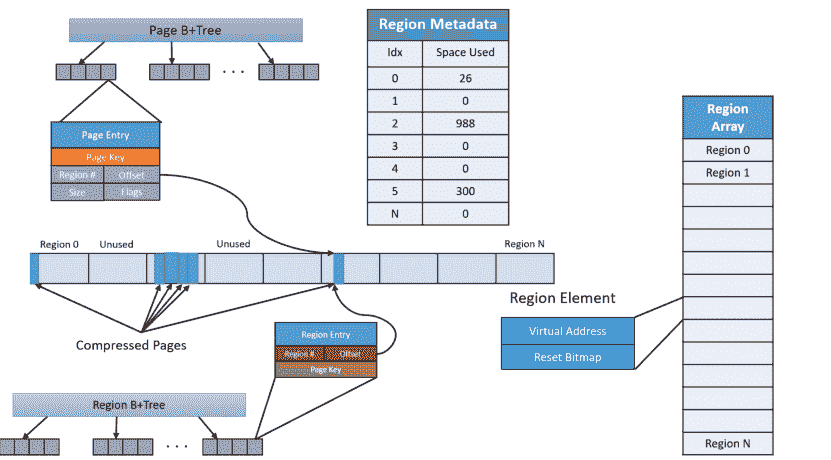 Page B+Tree
. . .
Page Entry
Page Key
Region # Offset
Size Flags
Region Metadata
Idx Space Used
0 26
1 0
2 988
3 0
4 0
5 300
N 0
Region
Array
Region 0
Region 1
Region N
Region 0 Unused Unused Region N
Compressed Pages
Region Entry
Region # Offset
Page Key
Region Element
Virtual Address
Reset Bitmap
Region B+Tree
. . .